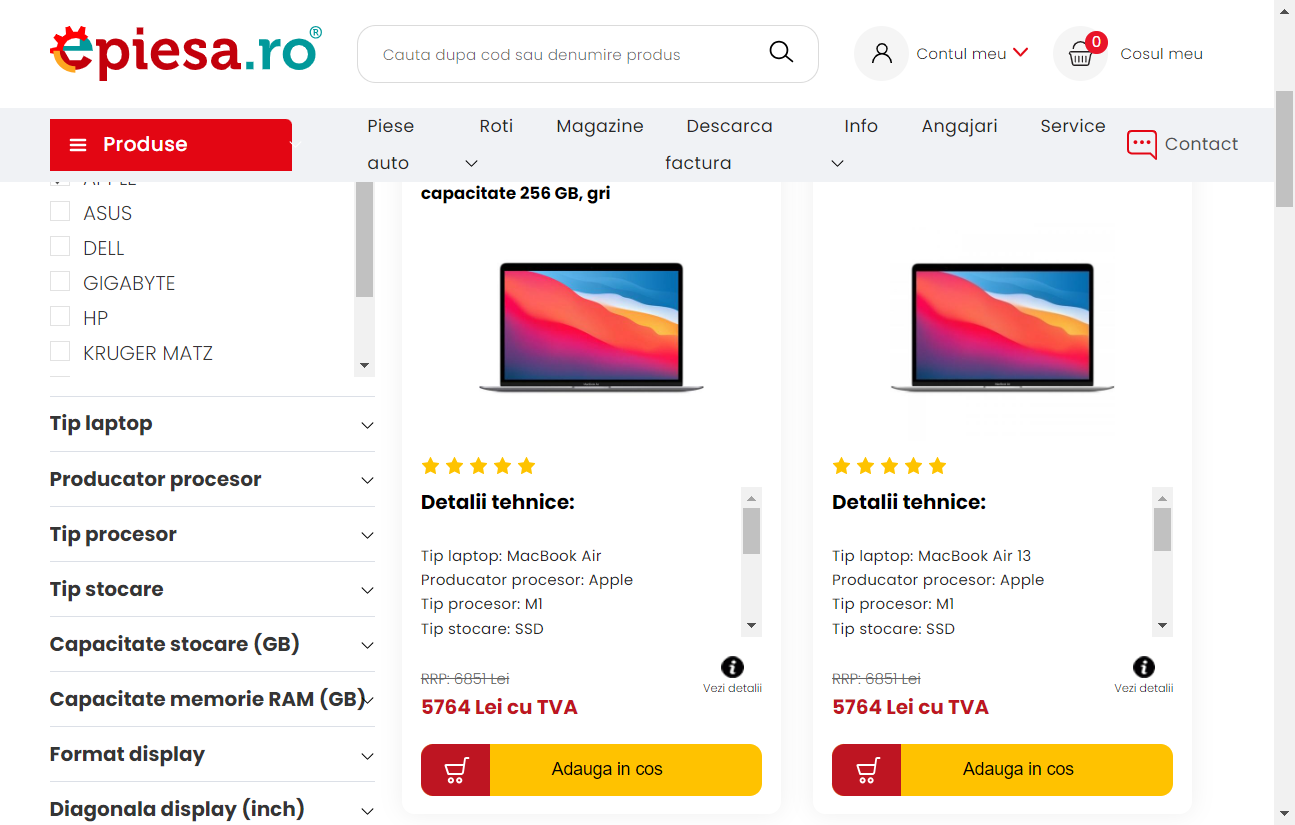 epiesa.ro®
Cauta dupa cod sau denumire produs
Contul meu
0
Cosul meu
Produse
Piese auto
Roti
Magazine
Descarca factura
Info
Angajari
Service
Contact
APPLE
ASUS
DELL
GIGABYTE
HP
KRUGER MATZ
Tip laptop
Producator procesor
Tip procesor
Tip stocare
Capacitate stocare (GB)
Capacitate memorie RAM (GB)
Format display
Diagonala display (inch)
capacitate 256 GB, gri
Detalii tehnice:
Tip laptop: MacBook Air
Producator procesor: Apple
Tip procesor: M1
Tip stocare: SSD
RRP: 6851 Lei
5764 Lei cu TVA
Vezi detalii
Adauga in cos
Detalii tehnice:
Tip laptop: MacBook Air 13
Producator procesor: Apple
Tip procesor: M1
Tip stocare: SSD
RRP: 6851 Lei
5764 Lei cu TVA
Vezi detalii
Adauga in cos